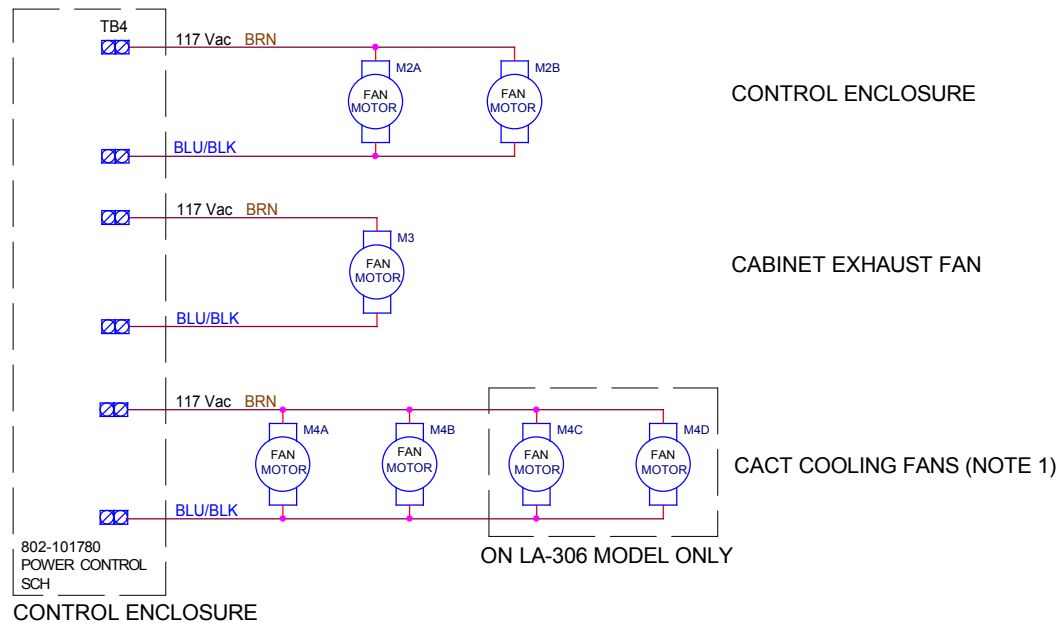 TB4
117 Vac BRN
M2A
FAN
MOTOR
M2B
FAN
MOTOR
CONTROL ENCLOSURE
BLU/BLK
117 Vac BRN
M3
FAN
MOTOR
CABINET EXHAUST FAN
BLU/BLK
117 Vac BRN
M4A
FAN
MOTOR
M4B
FAN
MOTOR
M4C
FAN
MOTOR
M4D
FAN
MOTOR
CACT COOLING FANS (NOTE 1)
BLU/BLK
ON LA-306 MODEL ONLY
802-101780
POWER CONTROL
SCH
CONTROL ENCLOSURE